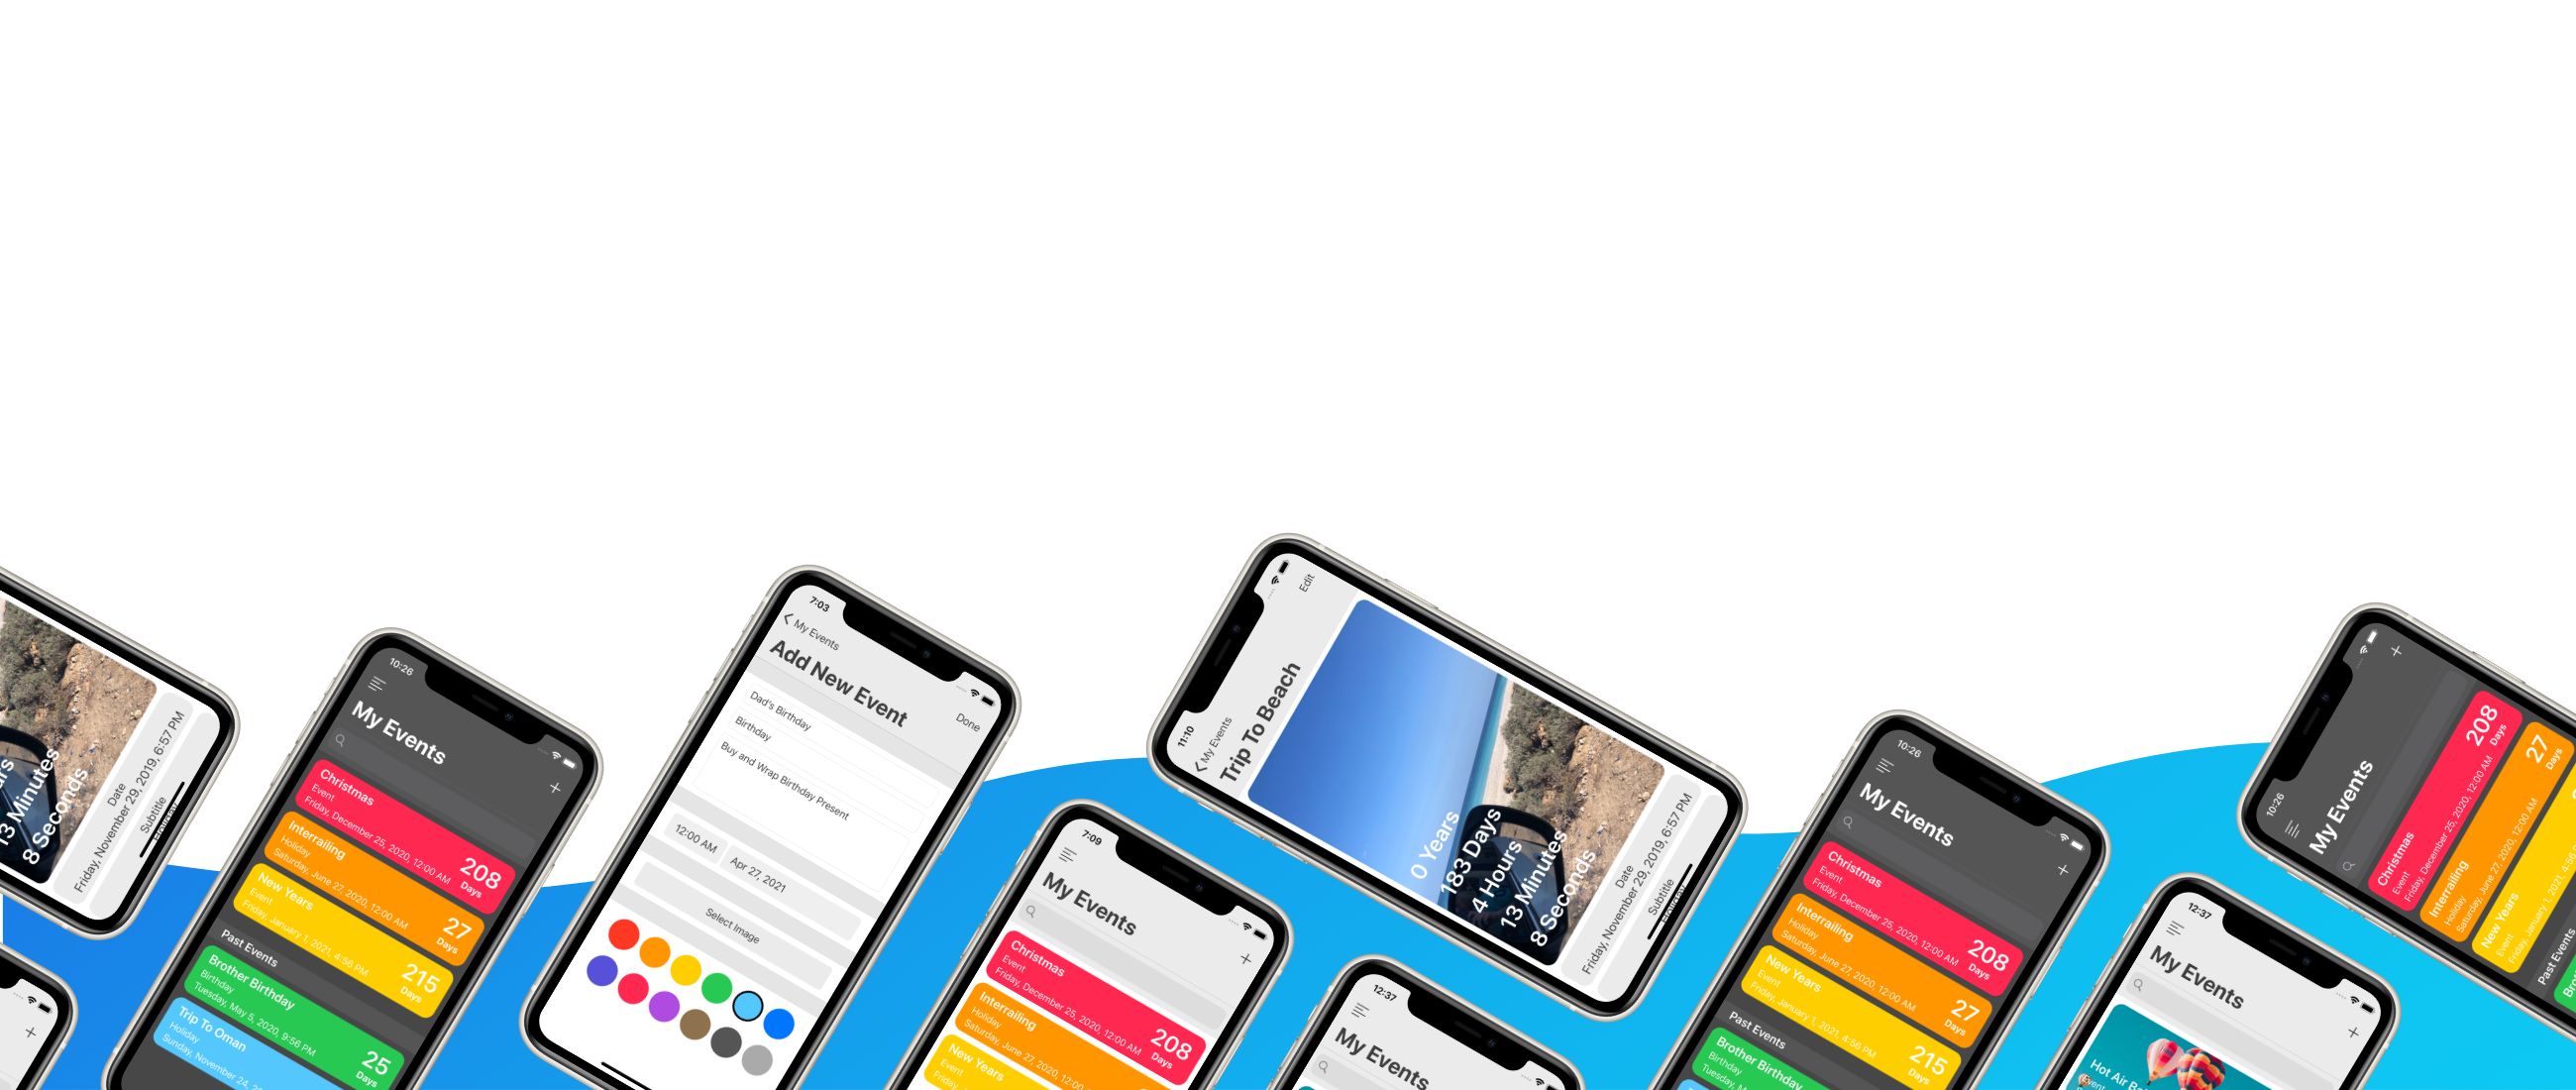 13 Minutes
8 Seconds
Date
Friday, November 29, 2019, 6:57 PM
Subtitle
10:26
My Events
Christmas
Event
Friday, December 25, 2020, 12:00 AM
208
Days
Interrailing
Holiday
Saturday, June 27, 2020, 12:00 AM
27
Days
New Years
Event
Friday, January 1, 2021, 4:56 PM
215
Days
Past Events
Brother Birthday
Birthday
Tuesday, May 5, 2020, 9:56 PM
25
Days
Trip To Oman
Holiday
Sunday, November 24,
7:03
My Events
Done
Add New Event
Dad's Birthday
Birthday
Buy and Wrap Birthday Present
12:00 AM
Apr 27, 2021
Select Image
7:09
My Events
Christmas
Event
Friday, December 25, 2020, 12:00 AM
208
Days
Interrailing
Holiday
Saturday, June 27, 2020, 12:00
New Years
Event
Friday,
11:10
My Events
Edit
Trip To Beach
0 Years
183 Days
4 Hours
13 Minutes
8 Seconds
Date
Friday, November 29, 2019, 6:57 PM
Subtitle
12:37
My Events
10:26
My Events
Christmas
Event
Friday, December 25, 2020, 12:00 AM
208
Days
Interrailing
Holiday
Saturday, June 27, 2020, 12:00 AM
27
Days
New Years
Event
Friday, January 1, 2021, 4:56 PM
215
Days
Past Events
Brother Birthday
Birthday
Tuesday,
12:37
My Events
Hot Air
10:26
My Events
Christmas
Event
Friday, December 25, 2020, 12:00 AM
208
Days
Interrailing
Holiday
Saturday, June 27, 2020, 12:00 AM
27
Days
New Years
Event
Friday, January 1, 2021,
Past Events